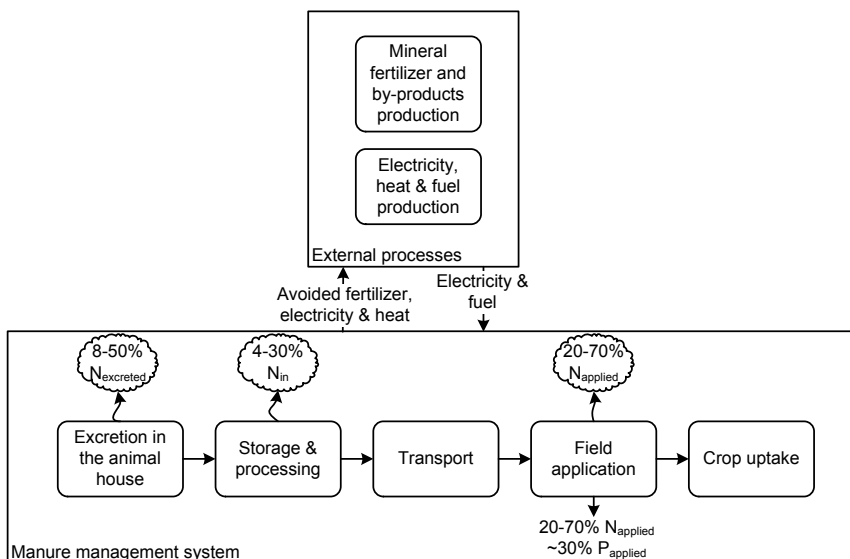 Mineral
fertilizer and
by-products
production
Electricity,
heat & fuel
production
External processes
Avoided fertilizer,
electricity & heat
Electricity &
fuel
8-50%
Nexcreted
4-30%
Nin
20-70%
Napplied
Excretion in
the animal
house
Storage &
processing
Transport
Field
application
Crop uptake
20-70% Napplied
~30% Papplied
Manure management system